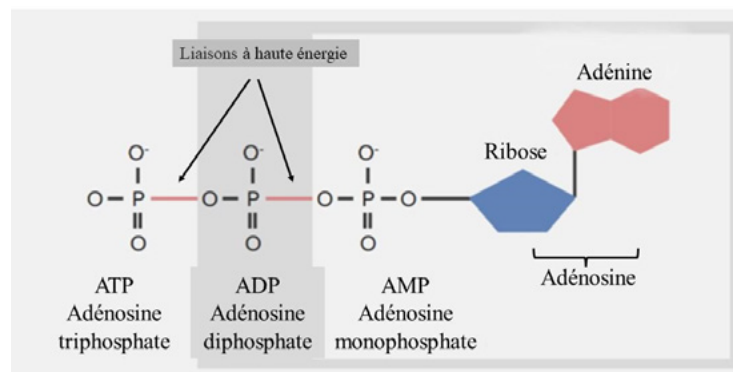 Liaisons à haute énergie
Adénine
Ribose
O- O- O-
O P O P O P O
O O O
Adénosine
ATP ADP AMP
Adénosine Adénosine Adénosine
triphosphate diphosphate monophosphate